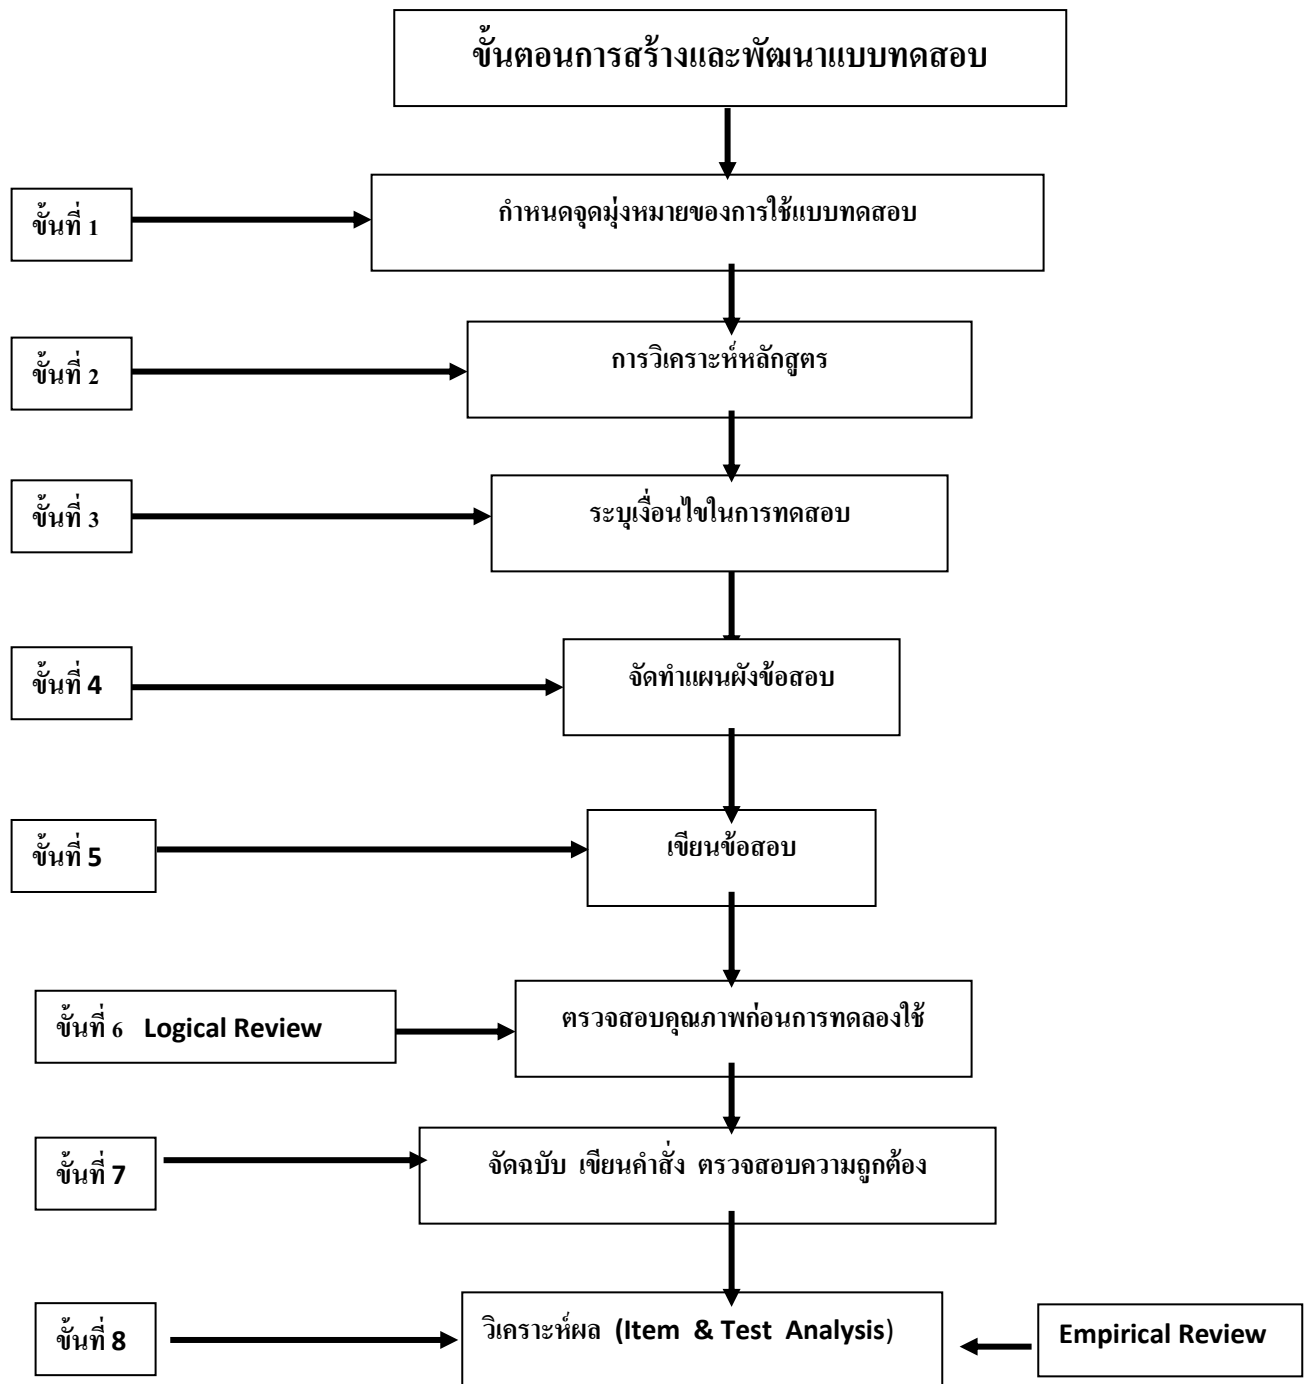 ขั้นตอนการสร้างและพัฒนาแบบทดสอบ
ขั้นที่ 1
กำหนดจุดมุ่งหมายของการใช้แบบทดสอบ
ขั้นที่ 2
การวิเคราะห์หลักสูตร
ขั้นที่ 3
ระบุเงื่อนไขในการทดสอบ
ขั้นที่ 4
จัดทำแผนผังข้อสอบ
ขั้นที่ 5
เขียนข้อสอบ
ขั้นที่ 6 Logical Review
ตรวจสอบคุณภาพก่อนการทดลองใช้
ขั้นที่ 7
จัดฉบับ เขียนคำสั่ง ตรวจสอบความถูกต้อง
ขั้นที่ 8
วิเคราะห์ผล (Item & Test Analysis)
Empirical Review